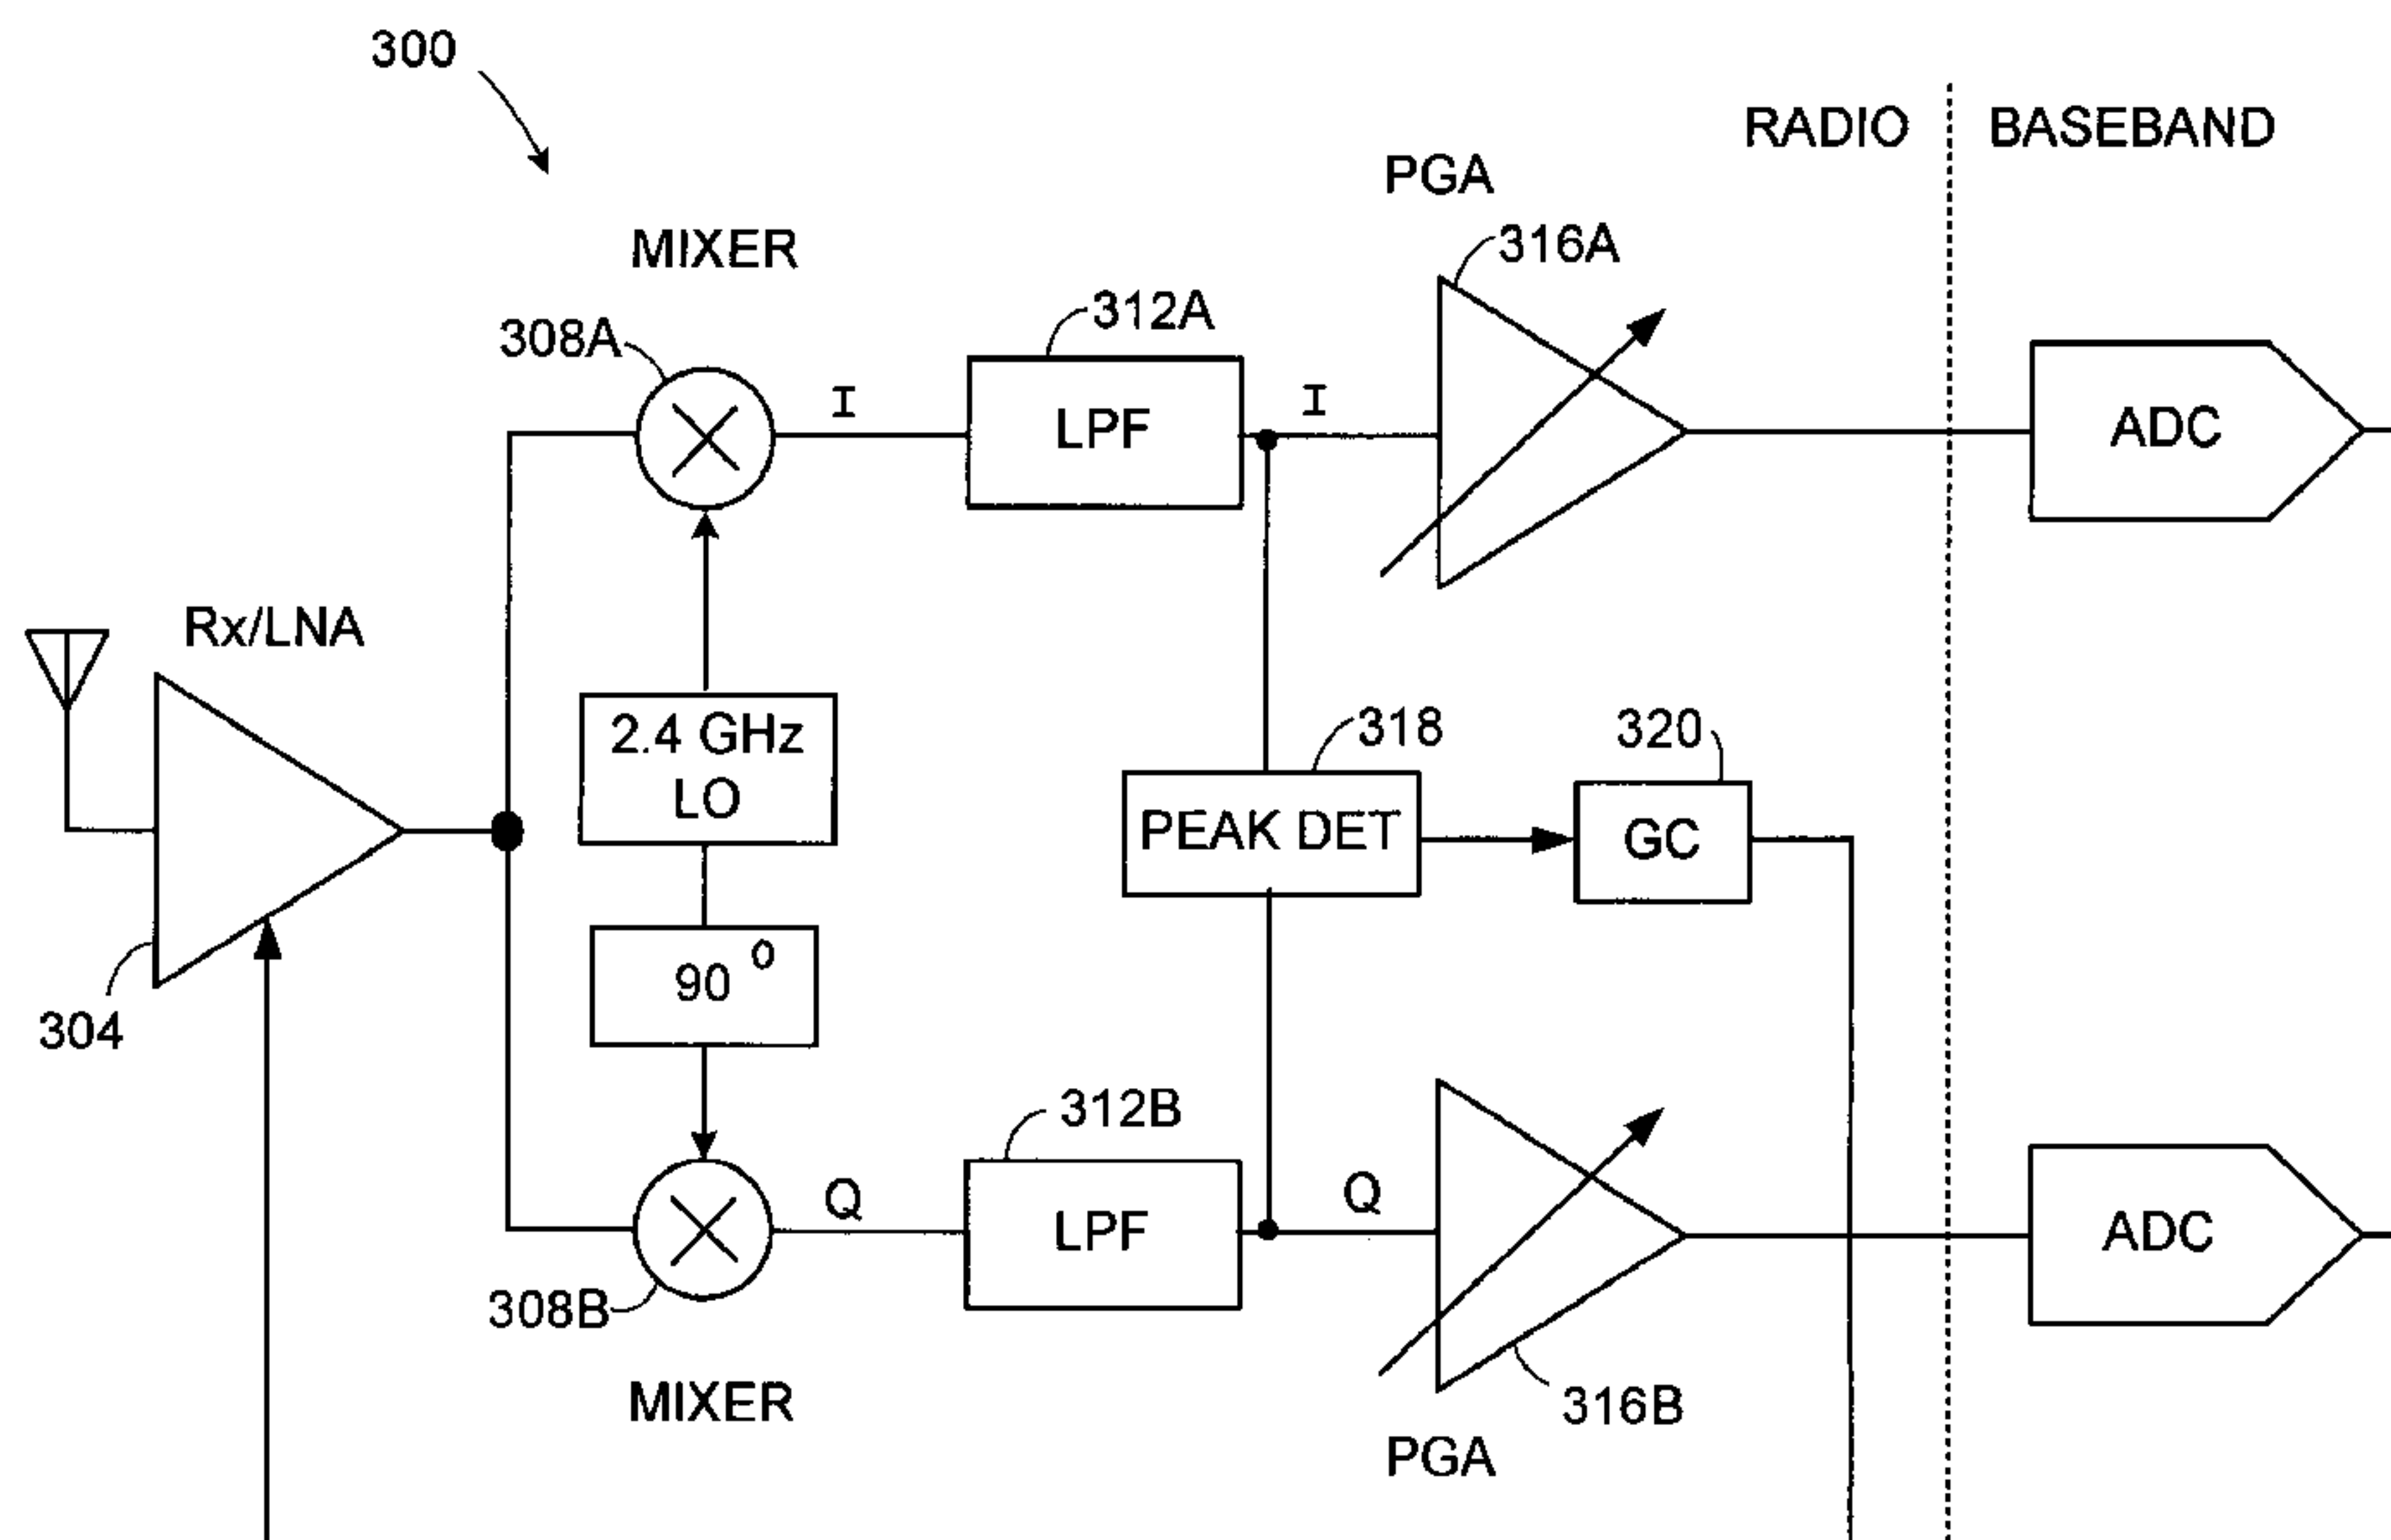 300
RADIO
BASEBAND
PGA
316A
MIXER
312A
308A
I
LPF
I
ADC
Rx/LNA
2.4 GHz
LO
318
320
PEAK DET
GC
90 o
304
312B
Q
LPF
Q
ADC
308B
MIXER
316B
PGA